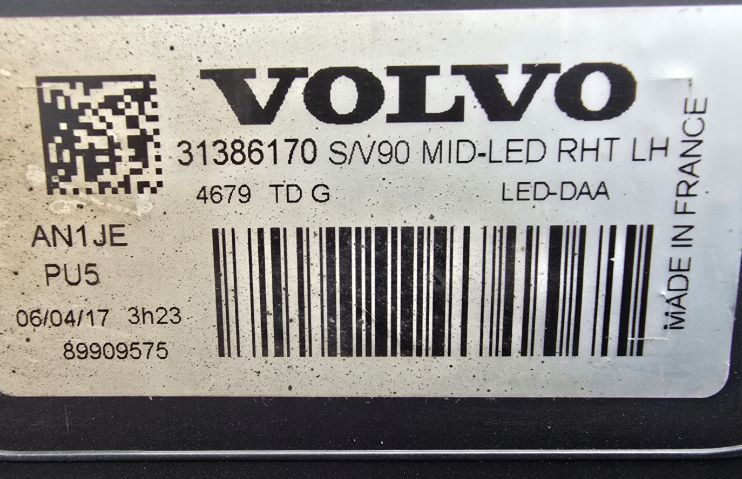 VOLVO
31386170 S/V90 MID-LED RHT LH
4679 TD G LED-DAA
AN1JE
PU5
06/04/17 3h23
89909575
MADE IN FRANCE